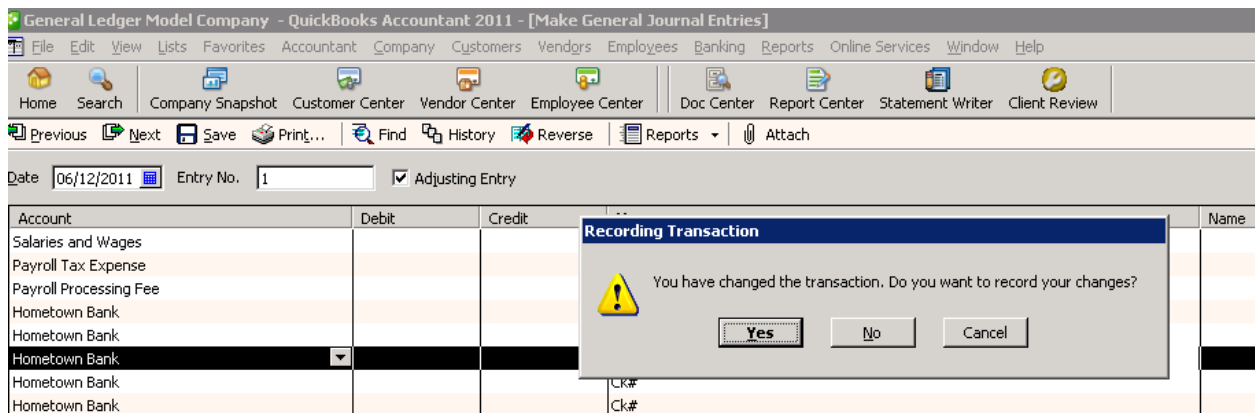 General Ledger Model Company - QuickBooks Accountant 2011 - [Make General Journal Entries]
File Edit View Lists Favorites Accountant Company Customers Vendors Employees Banking Reports Online Services Window Help
Home Search Company Snapshot Customer Center Vendor Center Employee Center Doc Center Report Center Statement Writer Client Review
Previous Next Save Print... Find History Reverse Reports Attach
Date 06/12/2011 Entry No. 1 Adjusting Entry
Account Debit Credit Name
Recording Transaction
Salaries and Wages
Payroll Tax Expense
You have changed the transaction. Do you want to record your changes?
Payroll Processing Fee
Hometown Bank
Yes No Cancel
Hometown Bank
Hometown Bank
Hometown Bank Ck#
Hometown Bank Ck#